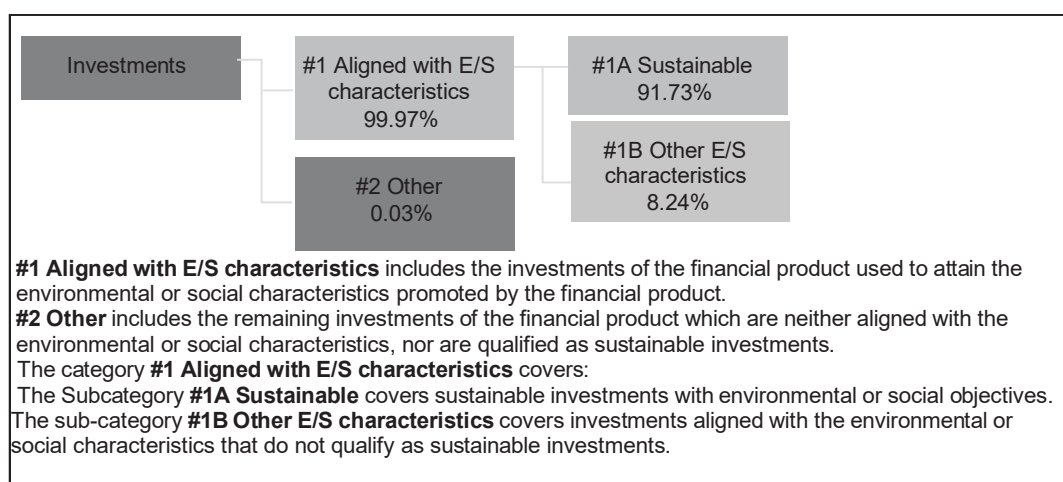 Investments
#1 Aligned with E/S
characteristics
99.97%
#1A Sustainable
91.73%
#1B Other E/S
characteristics
8.24%
#2 Other
0.03%
#1 Aligned with E/S characteristics includes the investments of the financial product used to attain the
environmental or social characteristics promoted by the financial product.
#2 Other includes the remaining investments of the financial product which are neither aligned with the
environmental or social characteristics, nor are qualified as sustainable investments.
The category #1 Aligned with E/S characteristics covers:
The Subcategory #1A Sustainable covers sustainable investments with environmental or social objectives.
The sub-category #1B Other E/S characteristics covers investments aligned with the environmental or
social characteristics that do not qualify as sustainable investments.